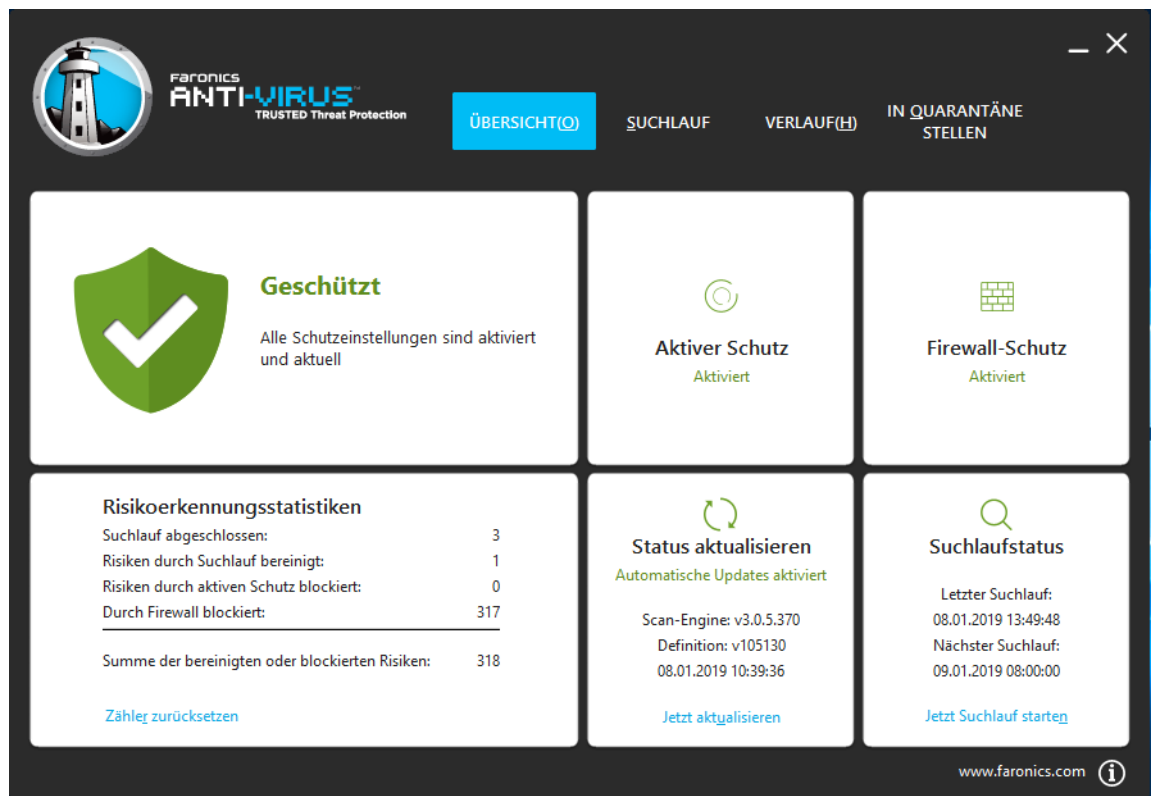 Faronics
ANTI-VIRUS™
TRUSTED Threat Protection
ÜBERSICHT(O)
SUCHLAUF
VERLAUF(H)
IN QUARANTÄNE
STELLEN
Geschützt
Alle Schutzeinstellungen sind aktiviert
und aktuell
Aktiver Schutz
Aktiviert
Firewall-Schutz
Aktiviert
Risikoerkennungsstatistiken
Suchlauf abgeschlossen: 3
Risiken durch Suchlauf bereinigt: 1
Risiken durch aktiven Schutz blockiert: 0
Durch Firewall blockiert: 317
Summe der bereinigten oder blockierten Risiken: 318
Zähler zurücksetzen
Status aktualisieren
Automatische Updates aktiviert
Scan-Engine: v3.0.5.370
Definition: v105130
08.01.2019 10:39:36
Jetzt aktualisieren
Suchlaufstatus
Letzter Suchlauf:
08.01.2019 13:49:48
Nächster Suchlauf:
09.01.2019 08:00:00
Jetzt Suchlauf starten
www.faronics.com